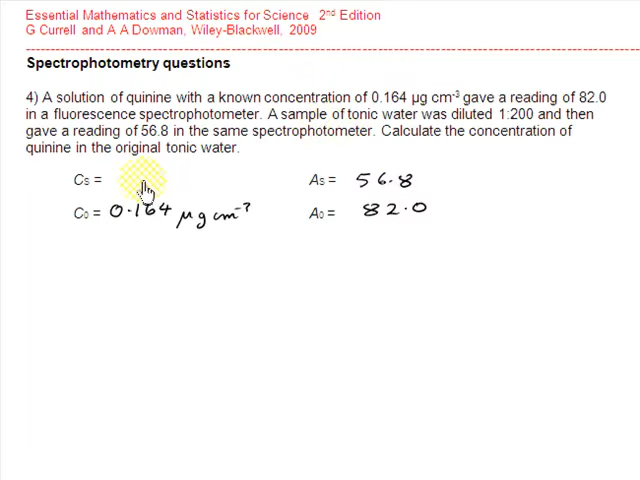 Essential Mathematics and Statistics for Science 2nd Edition
G Currell and A A Dowman, Wiley-Blackwell, 2009
Spectrophotometry questions
4) A solution of quinine with a known concentration of 0.164 µg cm⁻³ gave a reading of 82.0
in a fluorescence spectrophotometer. A sample of tonic water was diluted 1:200 and then
gave a reading of 56.8 in the same spectrophotometer. Calculate the concentration of
quinine in the original tonic water.
Cs = As = 56.8
C0 = 0.164 µg cm⁻³ A0 = 82.0